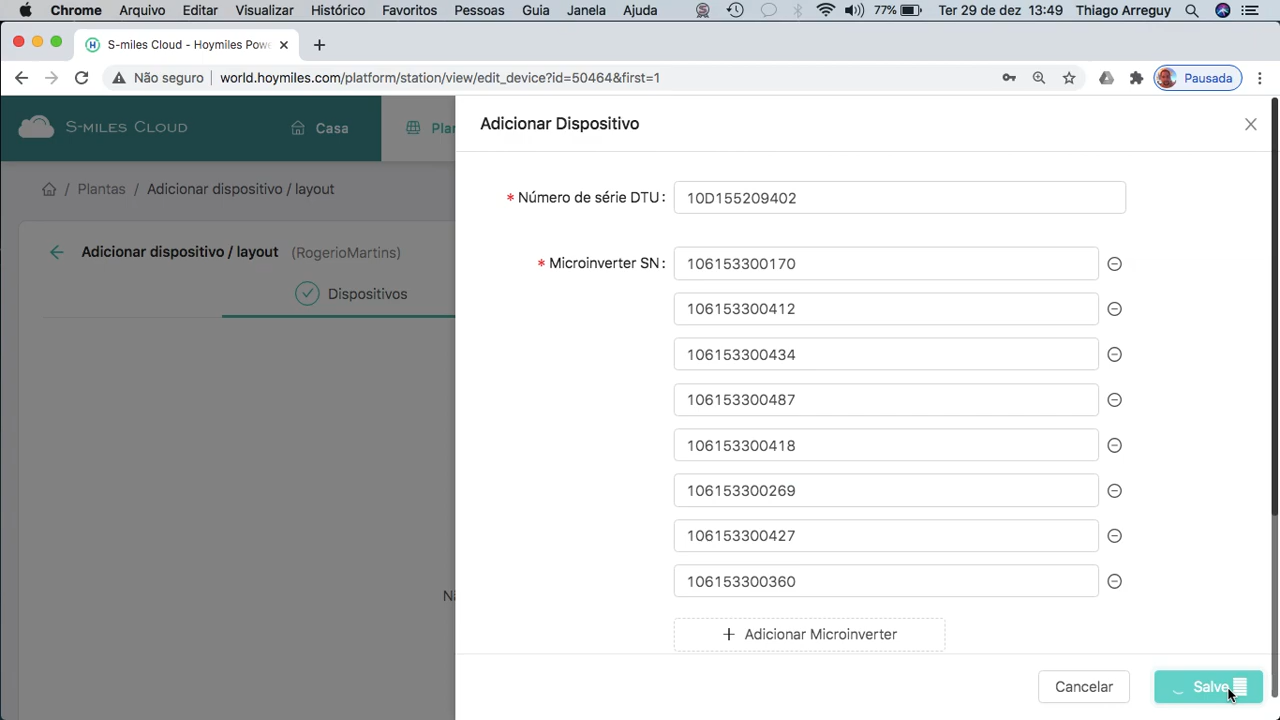 Chrome Arquivo Editar Visualizar Histórico Favoritos Pessoas Guia Janela Ajuda 77% Ter 29 de dez 13:49 Thiago Arreguy
S-miles Cloud - Hoymiles Powe
Não seguro world.hoymiles.com/platform/station/view/edit_device?id=50464&first=1 Pausada
S-MILES CLOUD Casa Plan
Adicionar Dispositivo
/ Plantas / Adicionar dispositivo / layout
Adicionar dispositivo / layout (RogerioMartins)
Dispositivos
* Número de série DTU: 10D155209402
* Microinverter SN: 106153300170
106153300412
106153300434
106153300487
106153300418
106153300269
106153300427
106153300360
+ Adicionar Microinverter
Cancelar Salve